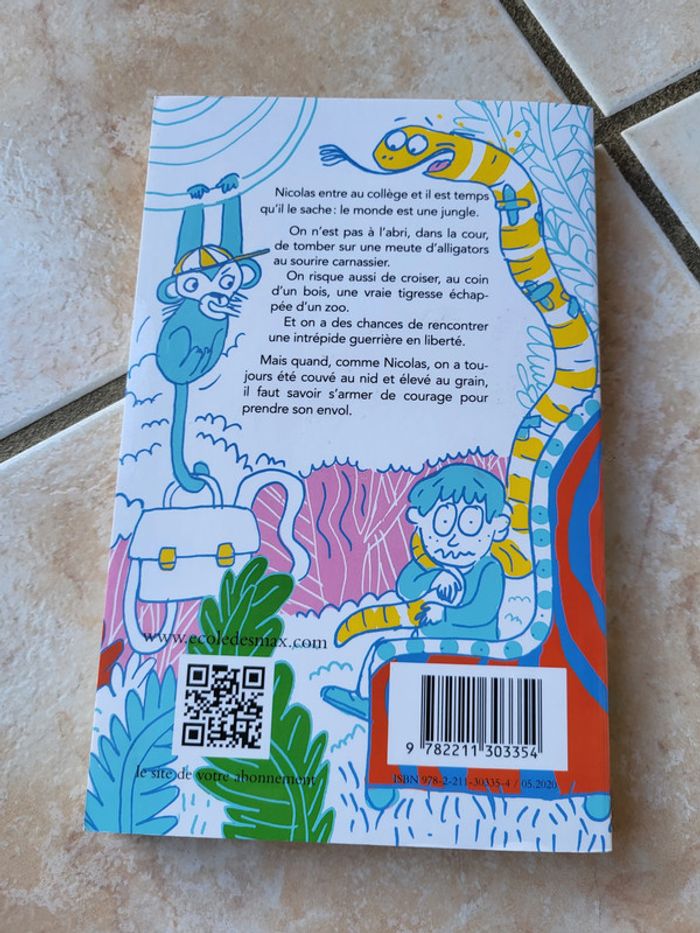 Nicolas entre au collège et il est temps
qu'il le sache : le monde est une jungle.
On n'est pas à l'abri, dans la cour,
de tomber sur une meute d'alligators
au sourire carnassier.
On risque aussi de croiser, au coin
d'un bois, une vraie tigresse échap-
pée d'un zoo.
Et on a des chances de rencontrer
une intrépide guerrière en liberté.
Mais quand, comme Nicolas, on a tou-
jours été couvé au nid et élevé au grain,
il faut savoir s'armer de courage pour
prendre son envol.
www.ecoledesmax.com
le site de votre abonnement
9 782211 303354
ISBN 978-2-211-30335-4 / 05.2020